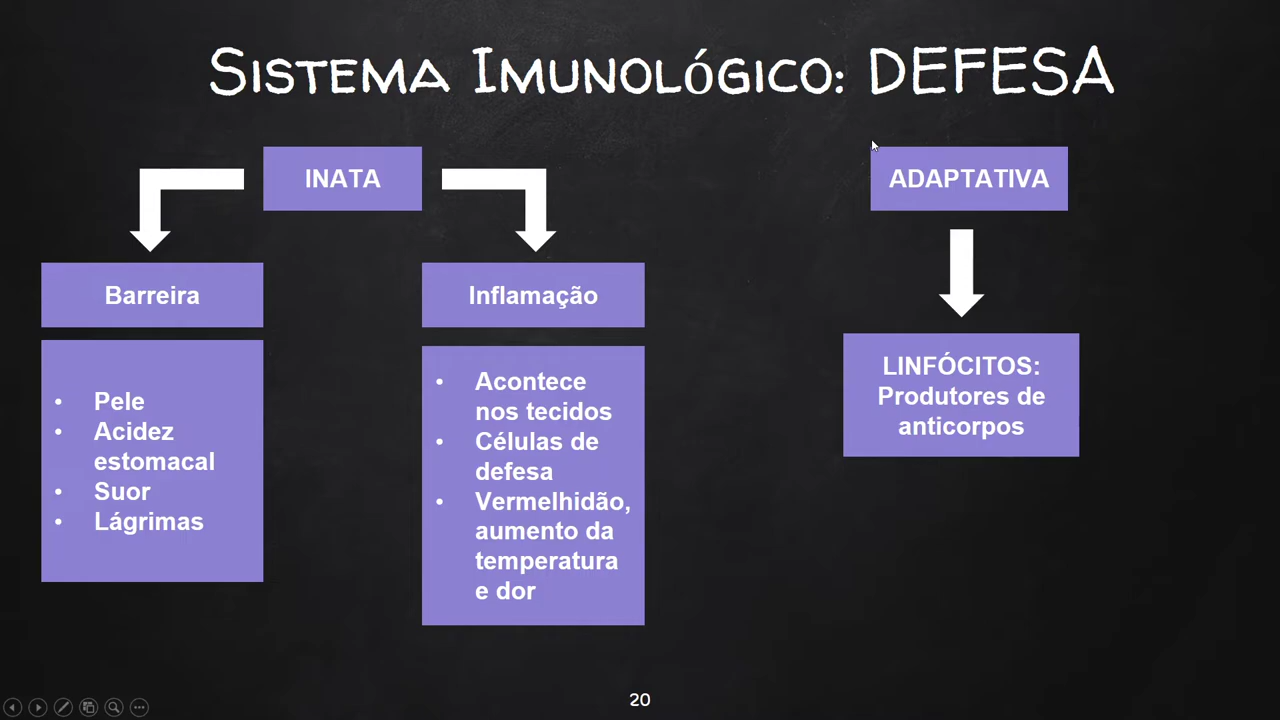 Sistema Imunológico: DEFESA
INATA
ADAPTATIVA
Barreira
Inflamação
• Pele
• Acidez
estomacal
• Suor
• Lágrimas
• Acontece
nos tecidos
• Células de
defesa
• Vermelhidão,
aumento da
temperatura
e dor
LINFÓCITOS:
Produtores de
anticorpos
20